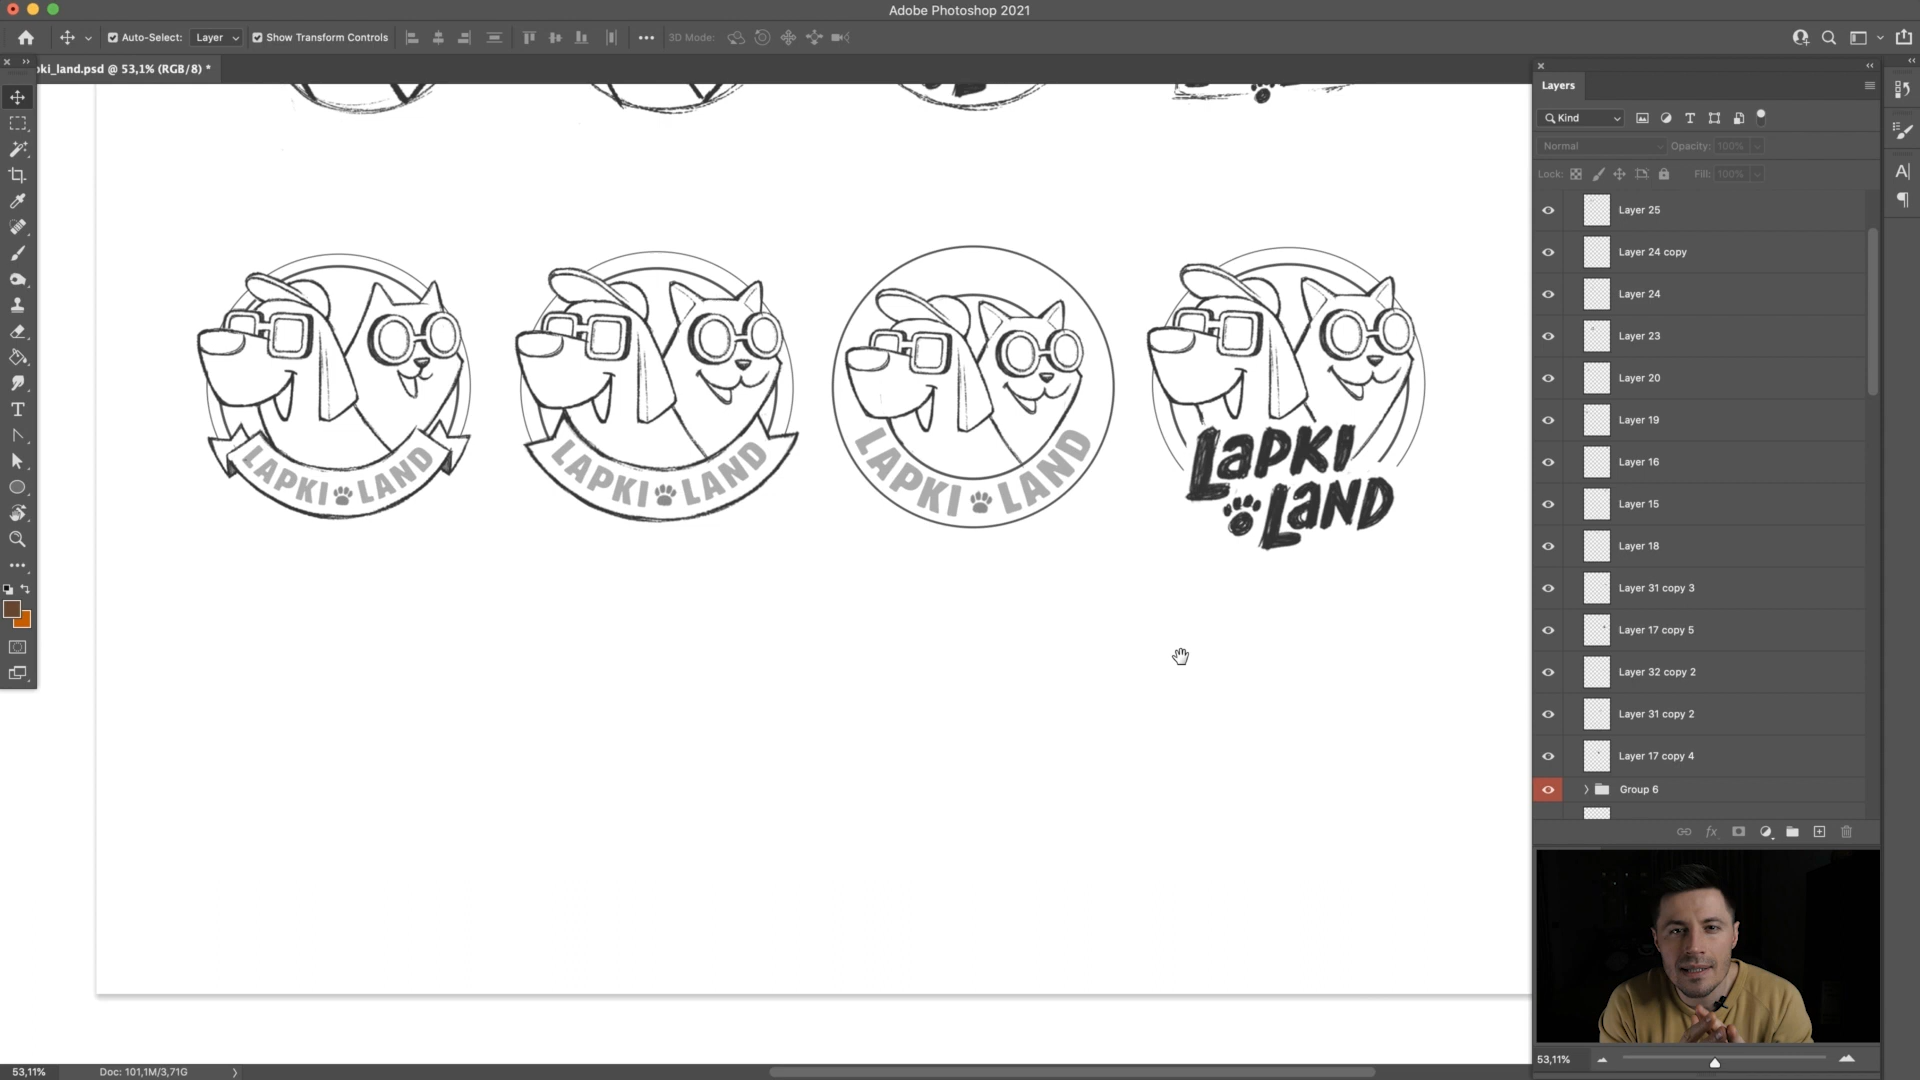 Adobe Photoshop 2021
Auto-Select: Layer Show Transform Controls 3D Mode:
pki_land.psd @ 53,1% (RGB/8) *
Layers
Kind
Normal Opacity: 100%
Lock: Fill: 100%
Layer 25
Layer 24 copy
Layer 24
Layer 23
Layer 20
Layer 19
Layer 16
Layer 15
Layer 18
Layer 31 copy 3
Layer 17 copy 5
Layer 32 copy 2
Layer 31 copy 2
Layer 17 copy 4
Group 6
LAPKI LAND
LAPKI LAND
LAPKI LAND
LaPKI
LaND
53,11%
53,11% Doc: 101,1M/3,71G